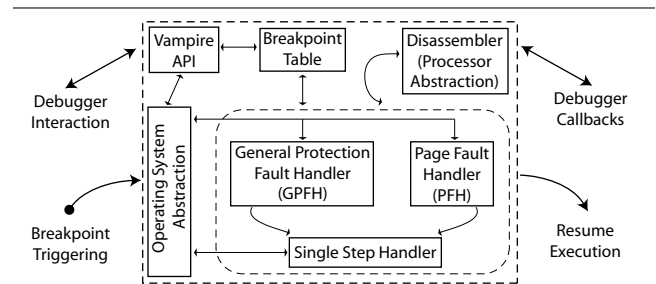 Vampire
API
Breakpoint
Table
Disassembler
(Processor
Abstraction)
Debugger
Interaction
Debugger
Callbacks
Operating System
Abstraction
General Protection
Fault Handler
(GPFH)
Page Fault
Handler
(PFH)
Breakpoint
Triggering
Single Step Handler
Resume
Execution